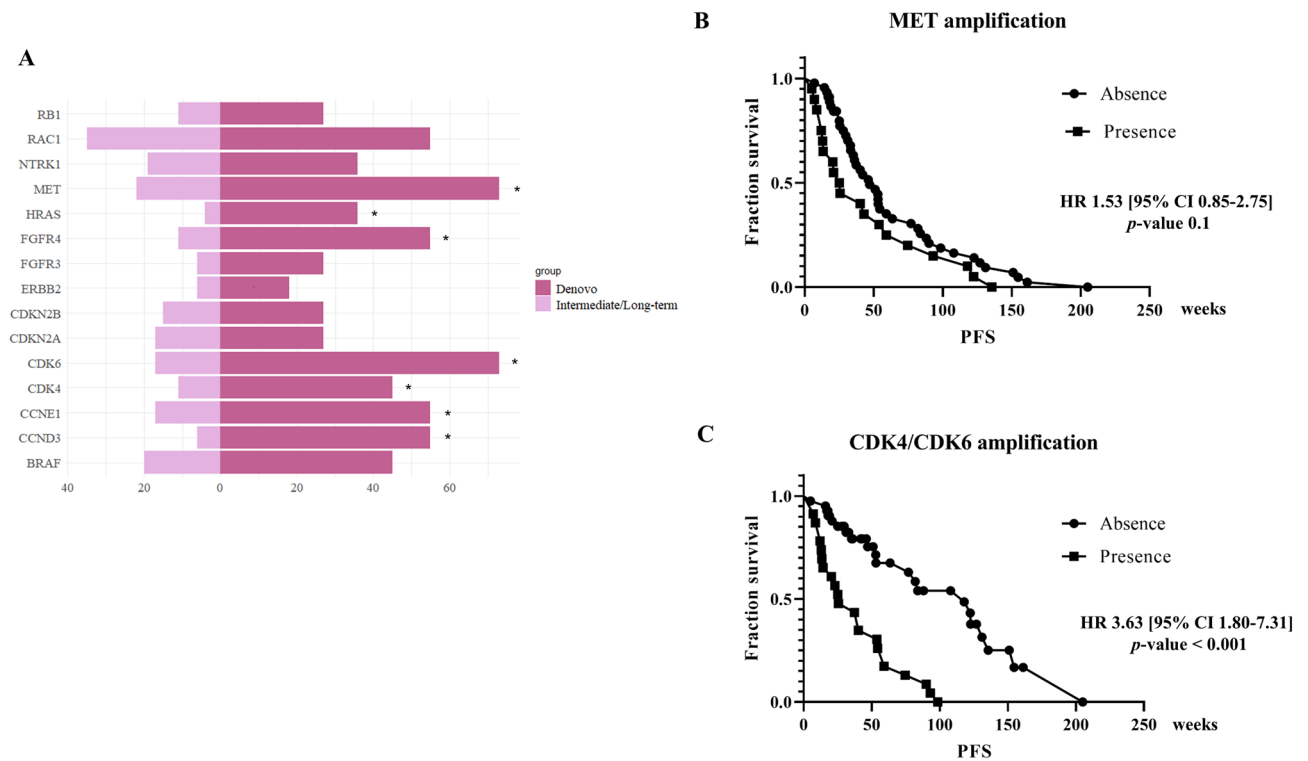 A
RB1
RAC1
NTRK1
MET
*
HRAS
*
FGFR4
*
FGFR3
ERBB2
CDKN2B
CDKN2A
CDK6
*
CDK4
*
CCNE1
*
CCND3
*
BRAF
40 20 0 20 40 60
group
Denovo
Intermediate/Long-term
B
MET amplification
Fraction survival
1.0
0.5
0.0
0 50 100 150 200 250 weeks
PFS
Absence
Presence
HR 1.53 [95% CI 0.85-2.75]
p-value 0.1
C
CDK4/CDK6 amplification
Fraction survival
1.0
0.5
0.0
0 50 100 150 200 250 weeks
PFS
Absence
Presence
HR 3.63 [95% CI 1.80-7.31]
p-value < 0.001